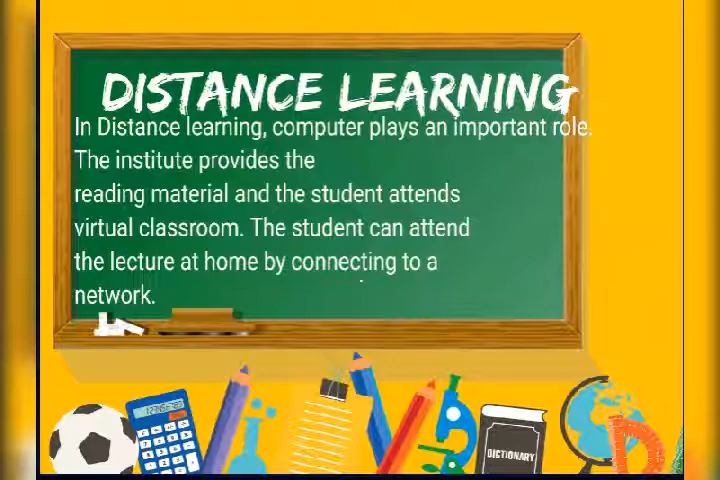 DISTANCE LEARNING
In Distance learning, computer plays an important role.
The institute provides the
reading material and the student attends
virtual classroom. The student can attend
the lecture at home by connecting to a
network.
DICTIONARY